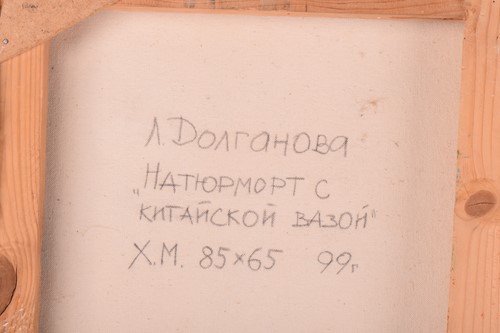 Л. Долганова
„Натюрморт с
китайской вазой"
Х.М. 85×65 99г.